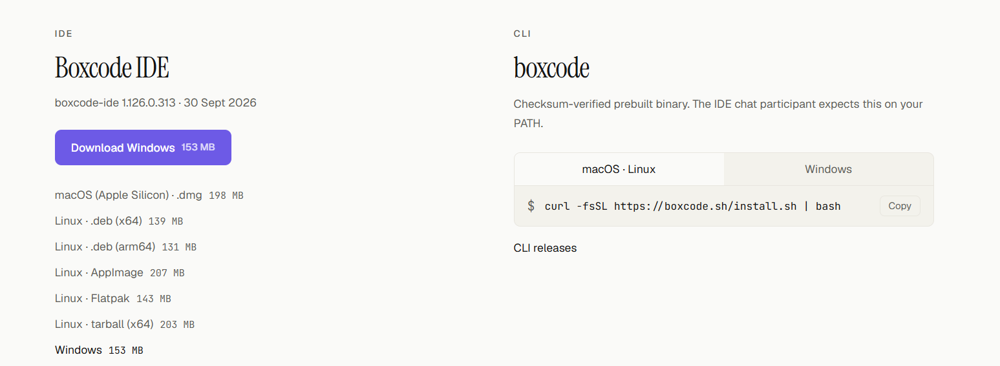 IDE
Boxcode IDE
boxcode-ide 1.126.0.313 · 30 Sept 2026
Download Windows 153 MB
macOS (Apple Silicon) · .dmg 198 MB
Linux · .deb (x64) 139 MB
Linux · .deb (arm64) 131 MB
Linux · AppImage 207 MB
Linux · Flatpak 143 MB
Linux · tarball (x64) 203 MB
Windows 153 MB
CLI
boxcode
Checksum-verified prebuilt binary. The IDE chat participant expects this on your
PATH.
macOS · Linux
Windows
$ curl -fsSL https://boxcode.sh/install.sh | bash
Copy
CLI releases